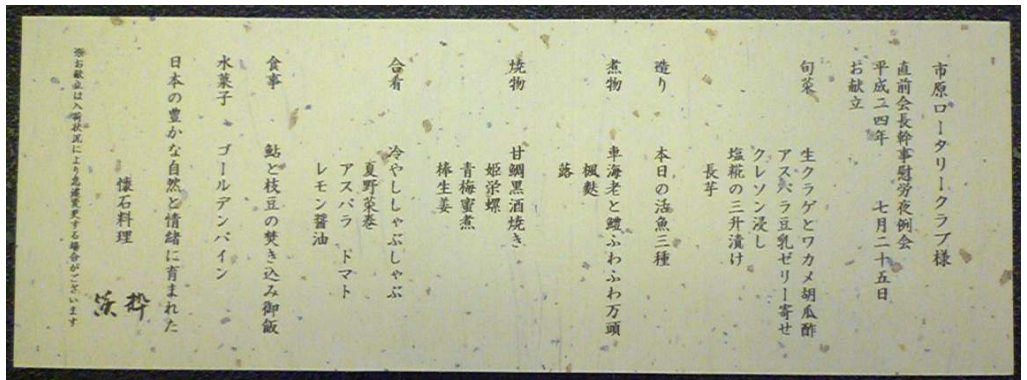 市原ロータリークラブ様
直前会長幹事慰労夜例会
平成二四年　七月二十五日
お献立
旬菜　生クラゲとワカメ胡瓜酢
アスペラ豆乳ゼリー寄せ
クレソン浸し
塩糀の三升漬け
長芋
造り　本日の活魚三種
煮物　車海老と鱧ふわふわ万頭
楓麩
蕗
焼物　甘鯛黒酒焼き
姫栄螺
青梅蜜煮
棒生姜
合肴　冷やししゃぶしゃぶ
夏野菜巻
アスパラ　トマト
レモン醤油
食事　鮎と枝豆の焚き込み御飯
水菓子　ゴールデンパイン
日本の豊かな自然と情緒に育まれた
懐石料理
粋
※お献立は入荷状況により急遽変更する場合がございます